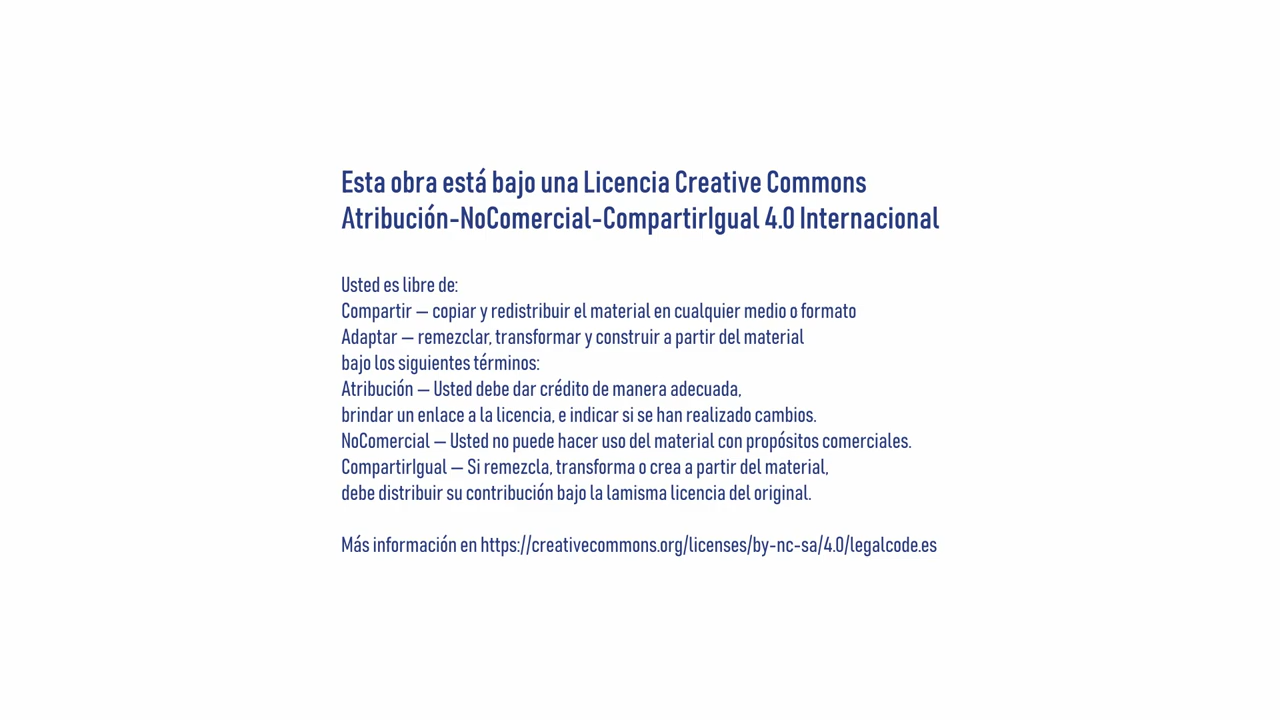 Esta obra está bajo una Licencia Creative Commons
Atribución-NoComercial-CompartirIgual 4.0 Internacional
Usted es libre de:
Compartir — copiar y redistribuir el material en cualquier medio o formato
Adaptar — remezclar, transformar y construir a partir del material
bajo los siguientes términos:
Atribución — Usted debe dar crédito de manera adecuada,
brindar un enlace a la licencia, e indicar si se han realizado cambios.
NoComercial — Usted no puede hacer uso del material con propósitos comerciales.
CompartirIgual — Si remezcla, transforma o crea a partir del material,
debe distribuir su contribución bajo la lamisma licencia del original.
Más información en https://creativecommons.org/licenses/by-nc-sa/4.0/legalcode.es